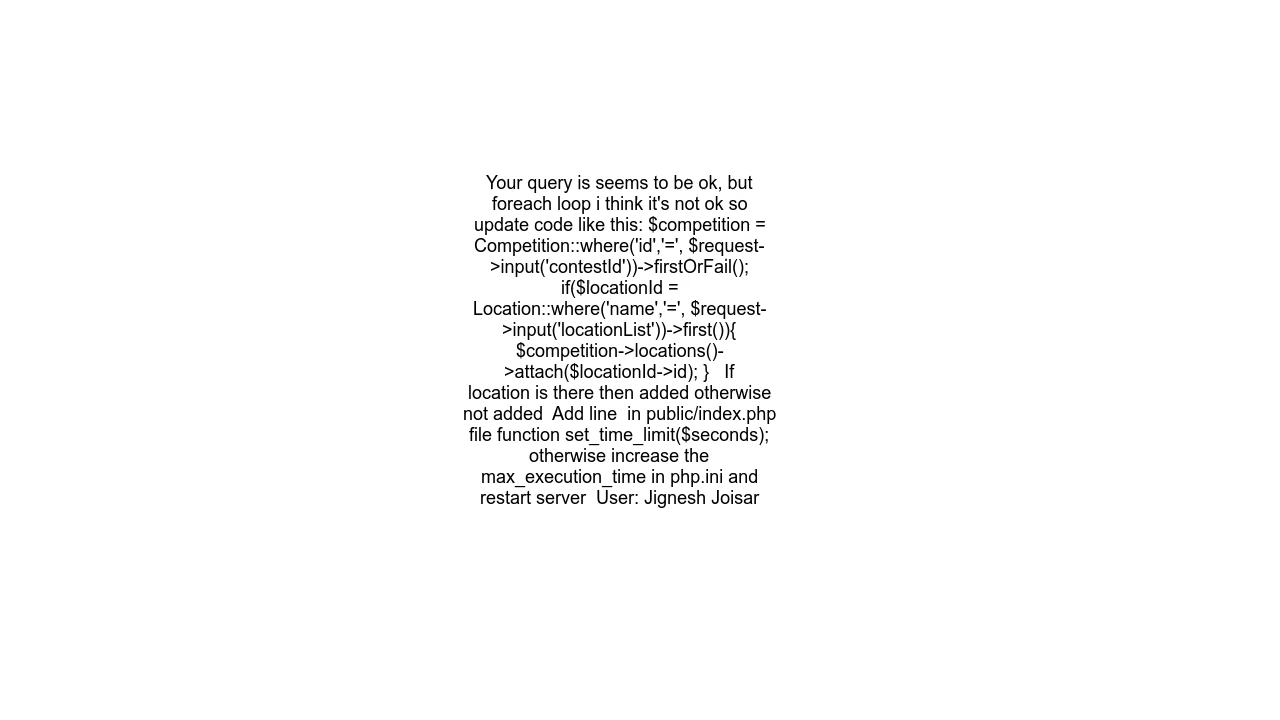 Your query is seems to be ok, but
foreach loop i think it's not ok so
update code like this: $competition =
Competition::where('id','=', $request-
>input('contestId'))->firstOrFail();
if($locationId =
Location::where('name','=', $request-
>input('locationList'))->first()){
$competition->locations()-
>attach($locationId->id); }   If
location is there then added otherwise
not added  Add line  in public/index.php
file function set_time_limit($seconds);
otherwise increase the
max_execution_time in php.ini and
restart server  User: Jignesh Joisar